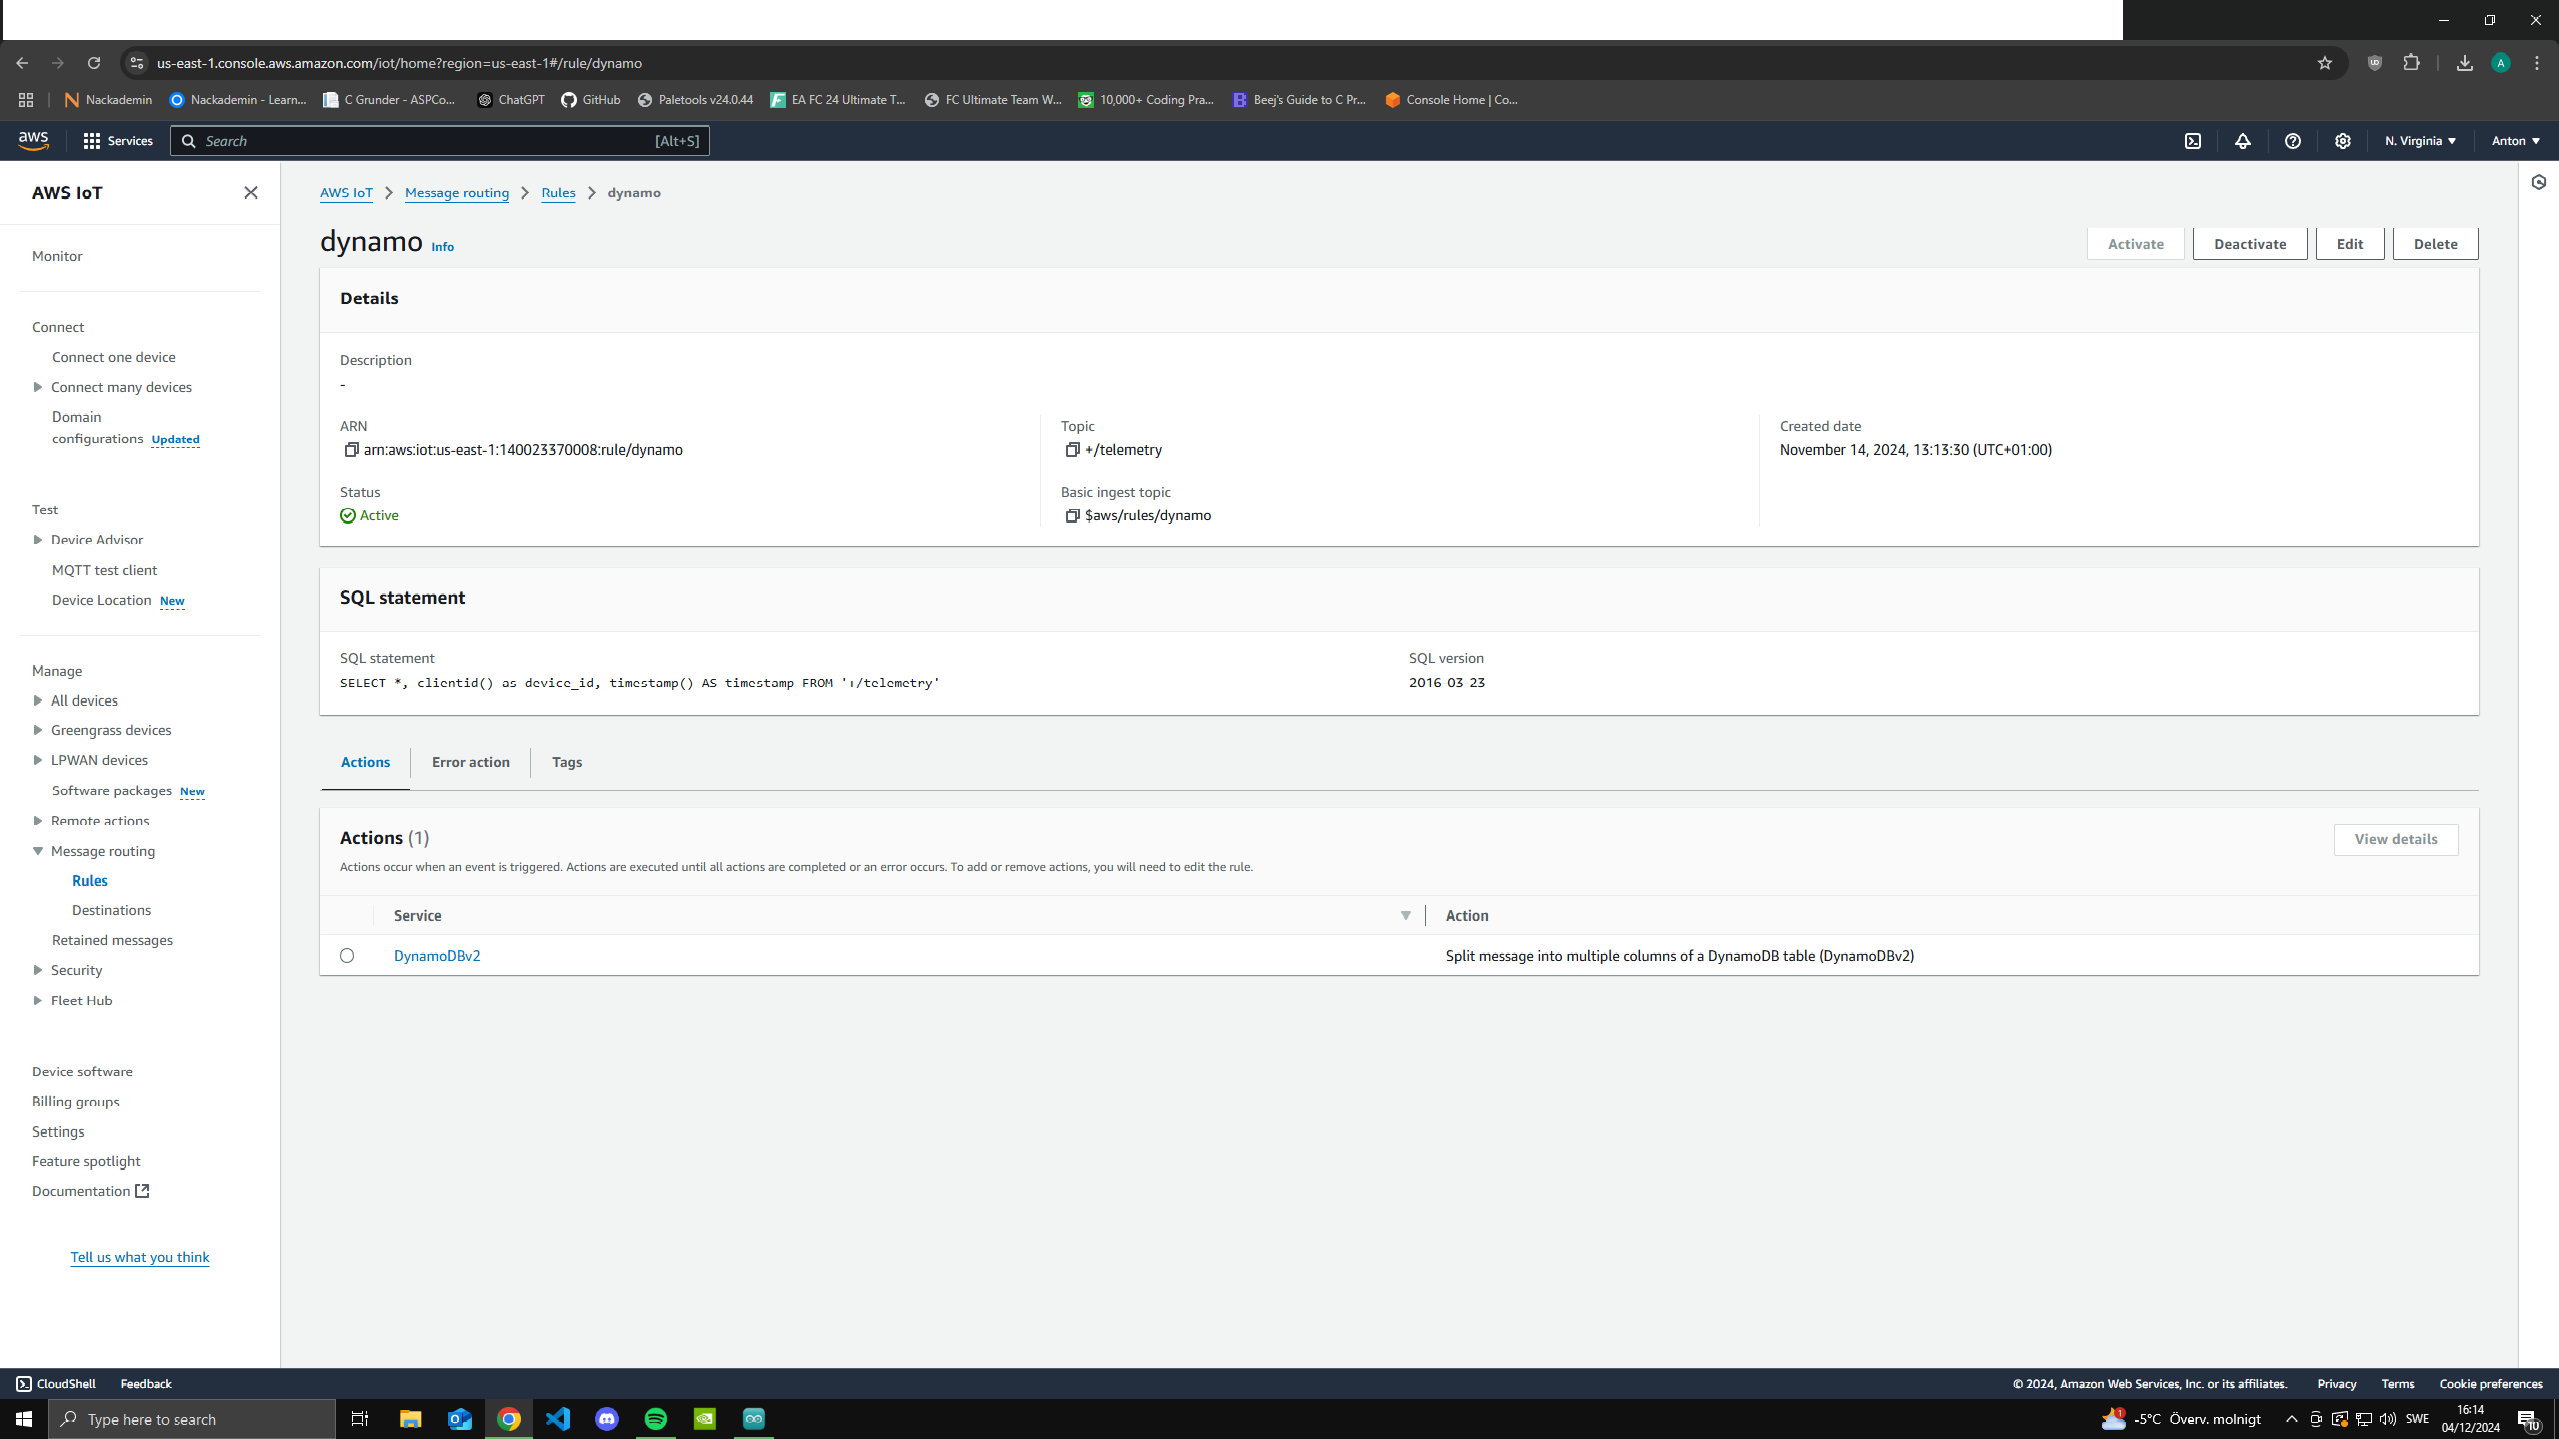 us-east-1.console.aws.amazon.com/iot/home?region=us-east-1#/rule/dynamo
A
Nackademin
Nackademin - Learn...
C Grunder - ASPCo...
ChatGPT
GitHub
Paletools v24.0.44
EA FC 24 Ultimate T...
FC Ultimate Team W...
10,000+ Coding Pra...
Beej's Guide to C Pr...
Console Home | Co...
aws
Services
Search
[Alt+S]
N. Virginia
Anton
AWS IoT
Monitor
Connect
Connect one device
Connect many devices
Domain
configurations Updated
Test
Device Advisor
MQTT test client
Device Location New
Manage
All devices
Greengrass devices
LPWAN devices
Software packages New
Remote actions
Message routing
Rules
Destinations
Retained messages
Security
Fleet Hub
Device software
Billing groups
Settings
Feature spotlight
Documentation
Tell us what you think
AWS IoT > Message routing > Rules > dynamo
dynamo Info
Activate
Deactivate
Edit
Delete
Details
Description
-
ARN
arn:aws:iot:us-east-1:140023370008:rule/dynamo
Status
Active
Topic
+/telemetry
Basic ingest topic
$aws/rules/dynamo
Created date
November 14, 2024, 13:13:30 (UTC+01:00)
SQL statement
SQL statement
SELECT *, clientid() as device_id, timestamp() AS timestamp FROM '+/telemetry'
SQL version
2016-03-23
Actions
Error action
Tags
Actions (1)
View details
Actions occur when an event is triggered. Actions are executed until all actions are completed or an error occurs. To add or remove actions, you will need to edit the rule.
Service
Action
DynamoDBv2
Split message into multiple columns of a DynamoDB table (DynamoDBv2)
CloudShell
Feedback
© 2024, Amazon Web Services, Inc. or its affiliates.
Privacy
Terms
Cookie preferences
Type here to search
1
-5°C Överv. molnigt
SWE
16:14
04/12/2024
10